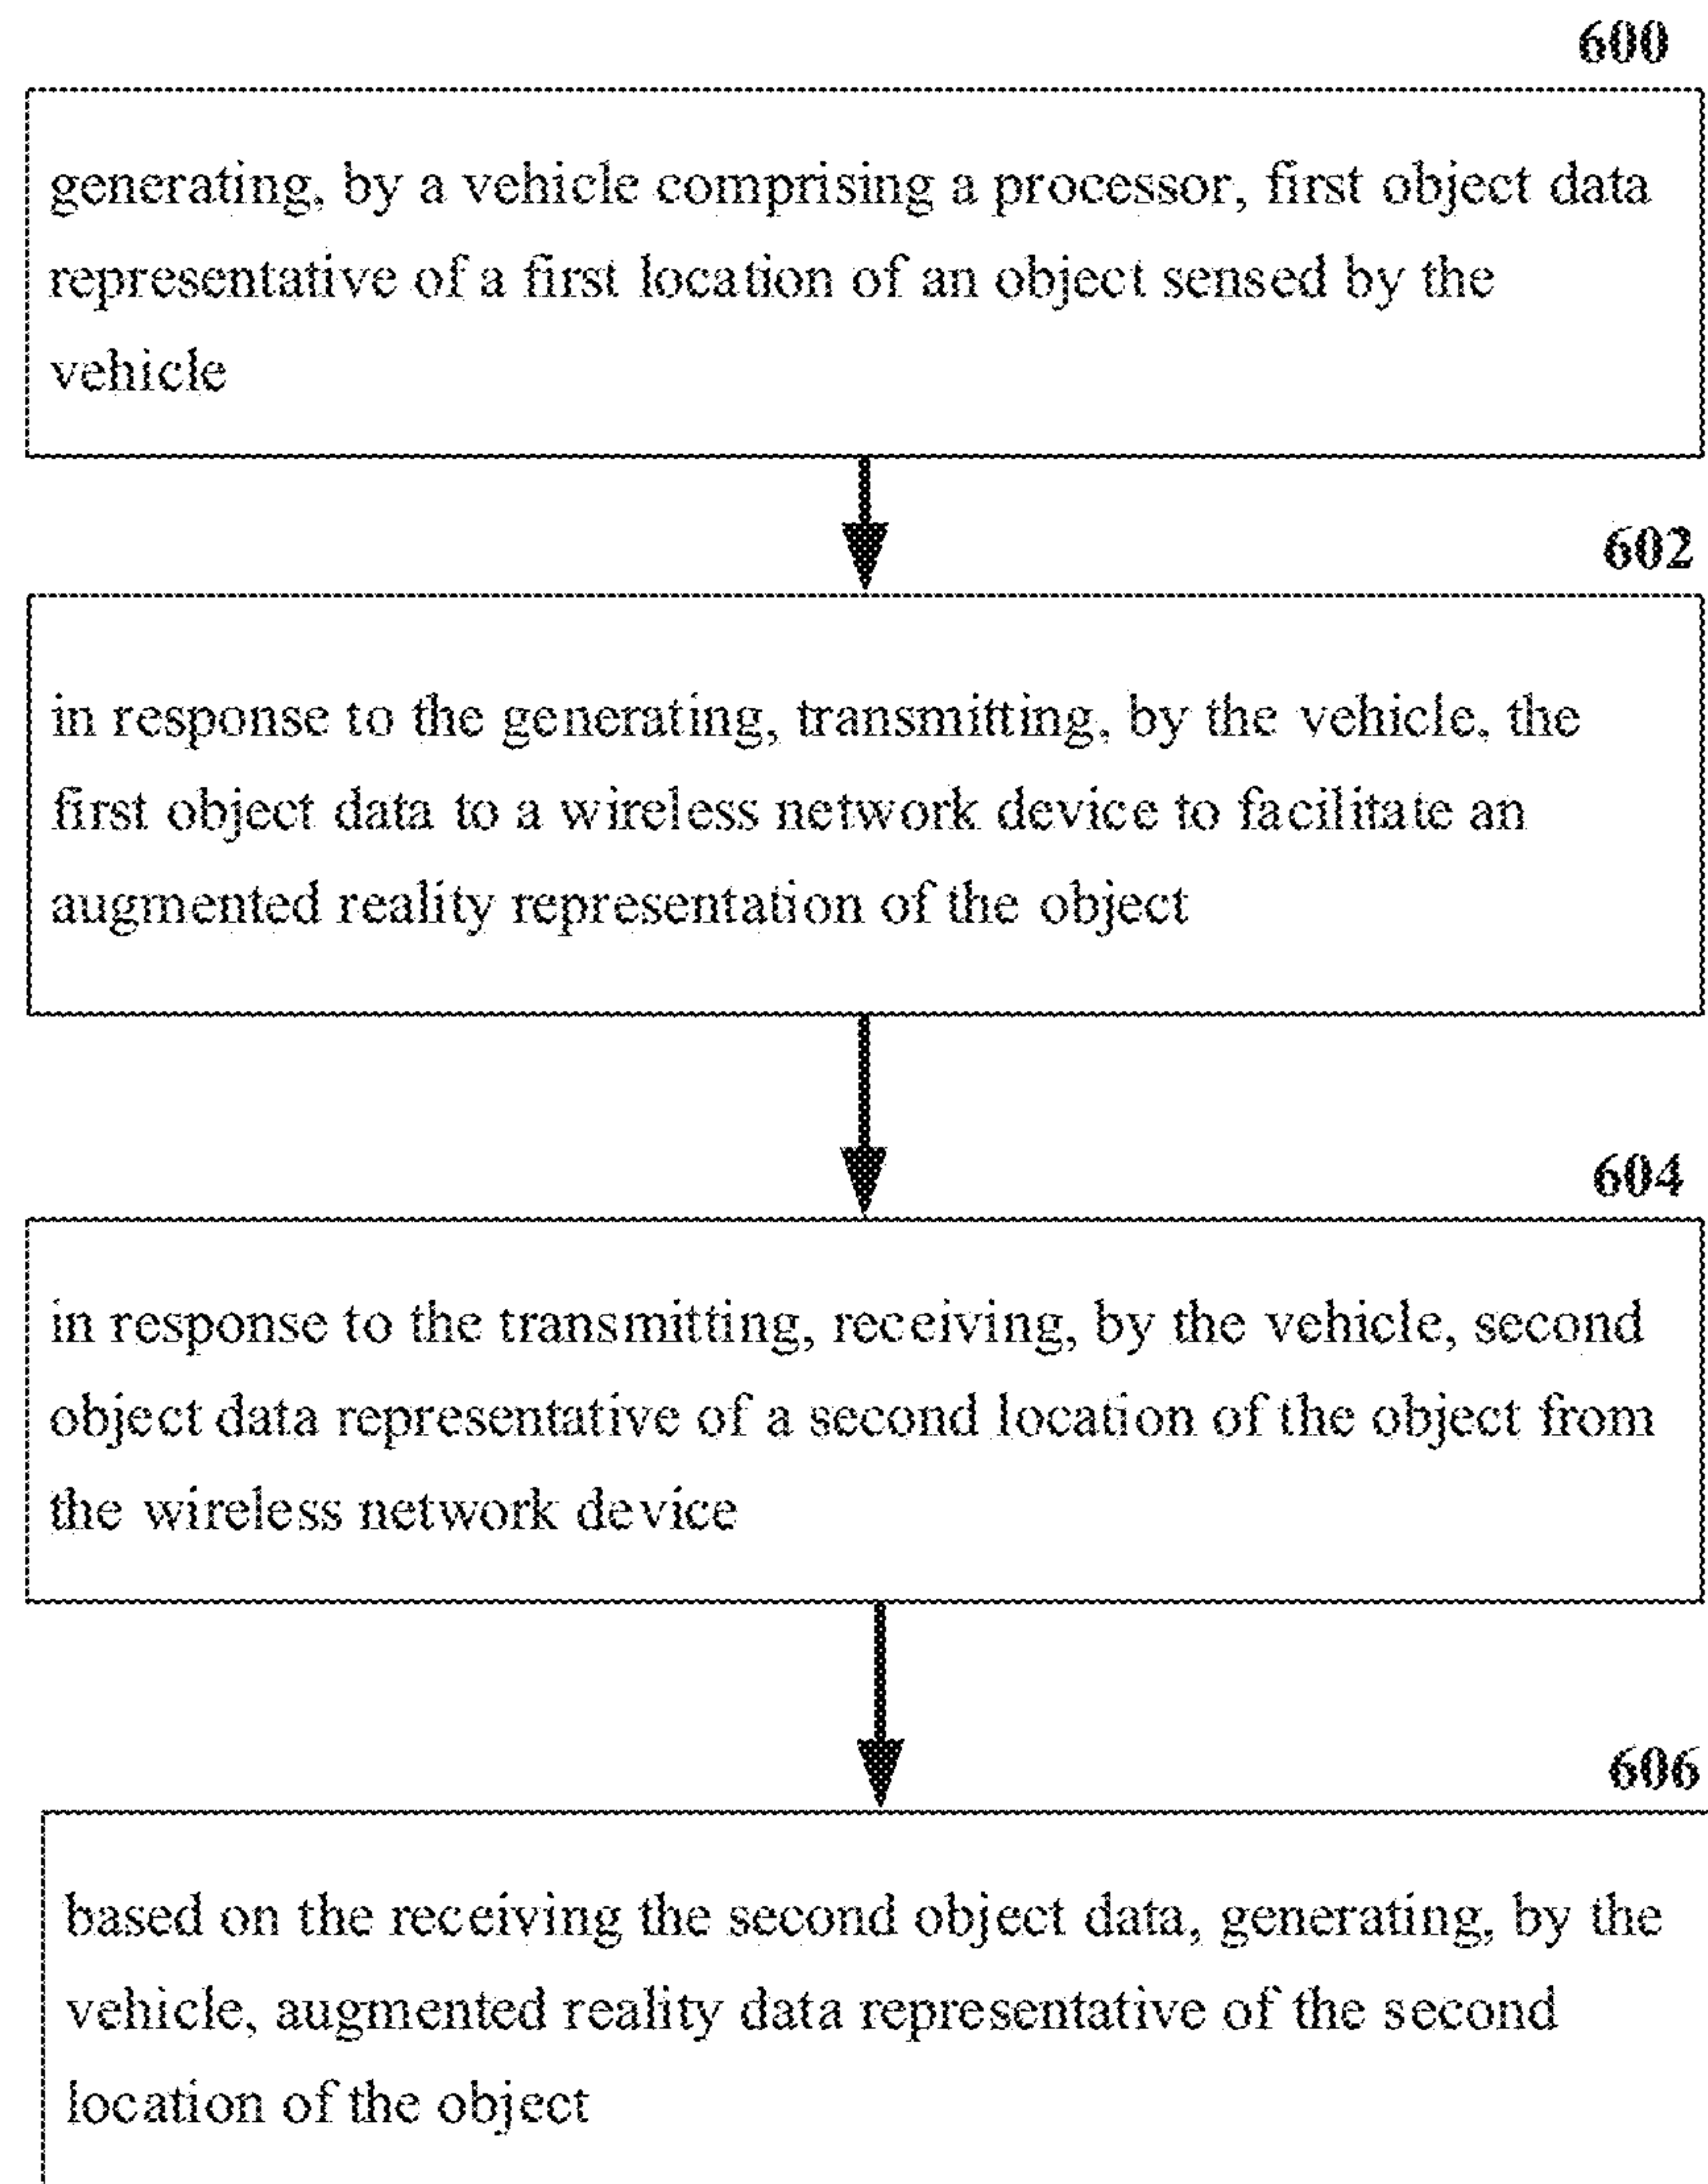 600
generating, by a vehicle comprising a processor, first object data
representative of a first location of an object sensed by the
vehicle
602
in response to the generating, transmitting, by the vehicle, the
first object data to a wireless network device to facilitate an
augmented reality representation of the object
604
in response to the transmitting, receiving, by the vehicle, second
object data representative of a second location of the object from
the wireless network device
606
based on the receiving the second object data, generating, by the
vehicle, augmented reality data representative of the second
location of the object